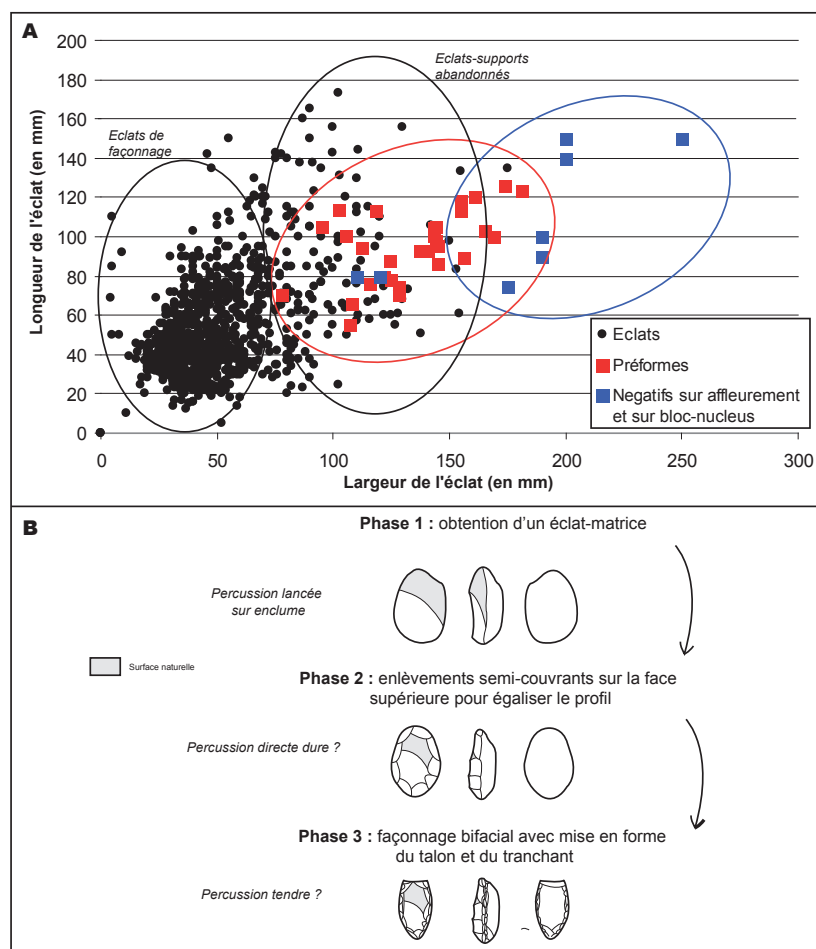 A
Longueur de l'éclat (en mm)
200
180
160
140
120
100
80
60
40
20
0
Eclats de
façonnage
Eclats-supports
abandonnés
Eclats
Préformes
Negatifs sur affleurement
et sur bloc-nucleus
0
50
100
150
200
250
300
Largeur de l'éclat (en mm)
B
Phase 1 : obtention d'un éclat-matrice
Percussion lancée
sur enclume
Surface naturelle
Phase 2 : enlèvements semi-couvrants sur la face
supérieure pour égaliser le profil
Percussion directe dure ?
Phase 3 : façonnage bifacial avec mise en forme
du talon et du tranchant
Percussion tendre ?